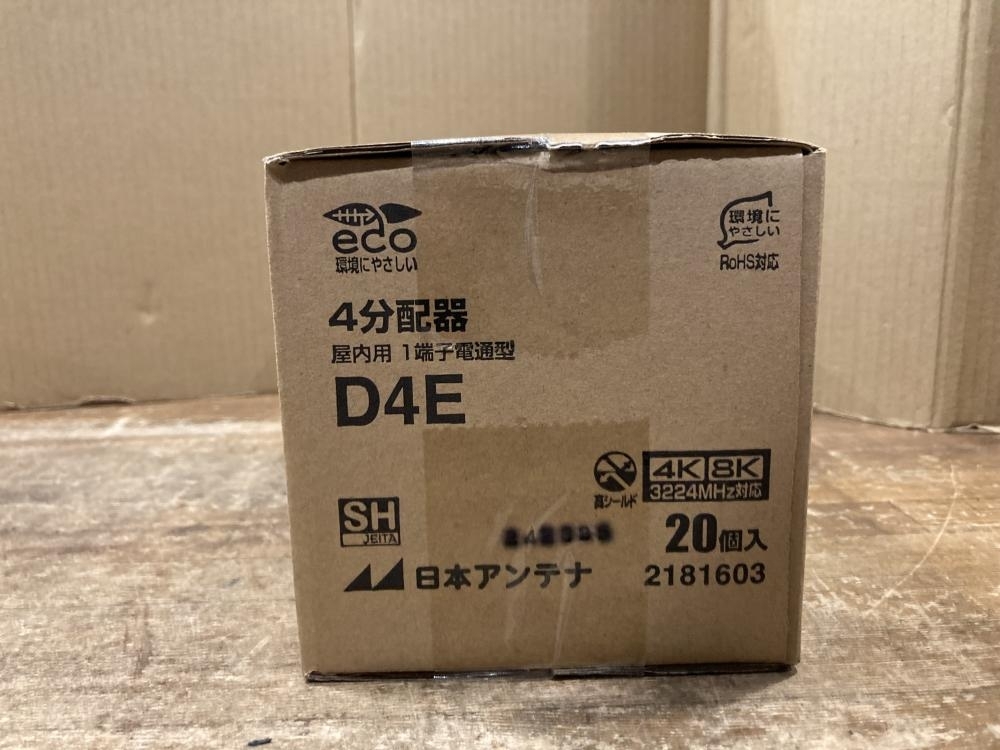 eco
環境にやさしい
環境に
やさしい
RoHS対応
4分配器
屋内用 1端子電通型
D4E
高シールド
4K 8K
3224MHz対応
SH
JEITA
20個入
日本アンテナ
2181603